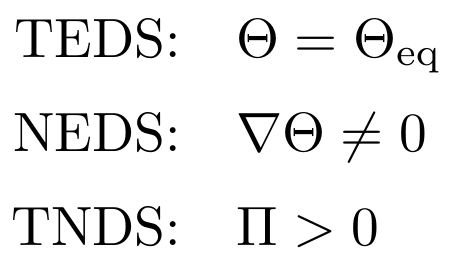 TEDS: Θ = Θ_eq
NEDS: ∇Θ ≠ 0
TNDS: Π > 0